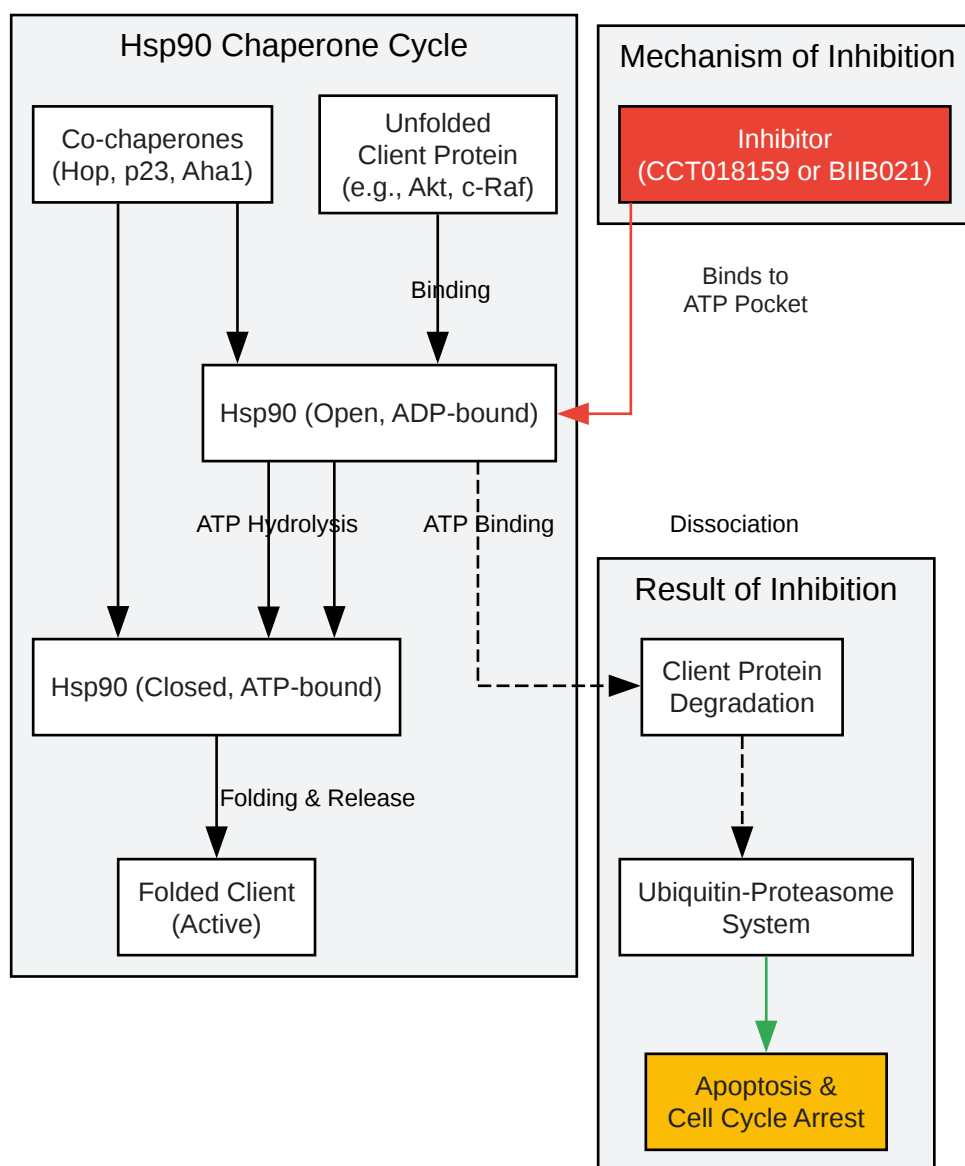 Hsp90 Chaperone Cycle
Co-chaperones
(Hop, p23, Aha1)
Unfolded
Client Protein
(e.g., Akt, c-Raf)
Binding
Hsp90 (Open, ADP-bound)
ATP Hydrolysis
ATP Binding
Hsp90 (Closed, ATP-bound)
Folding & Release
Folded Client
(Active)
Mechanism of Inhibition
Inhibitor
(CCT018159 or BIIB021)
Binds to
ATP Pocket
Dissociation
Result of Inhibition
Client Protein
Degradation
Ubiquitin-Proteasome
System
Apoptosis &
Cell Cycle Arrest